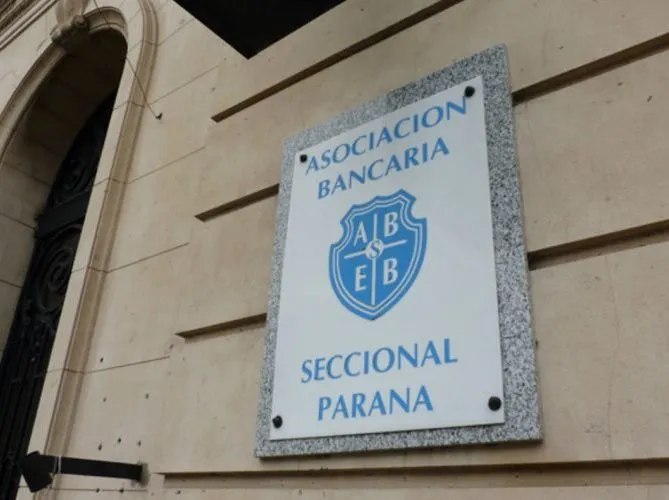 ASOCIACION
BANCARIA
A B
S
E B
SECCIONAL
PARANA